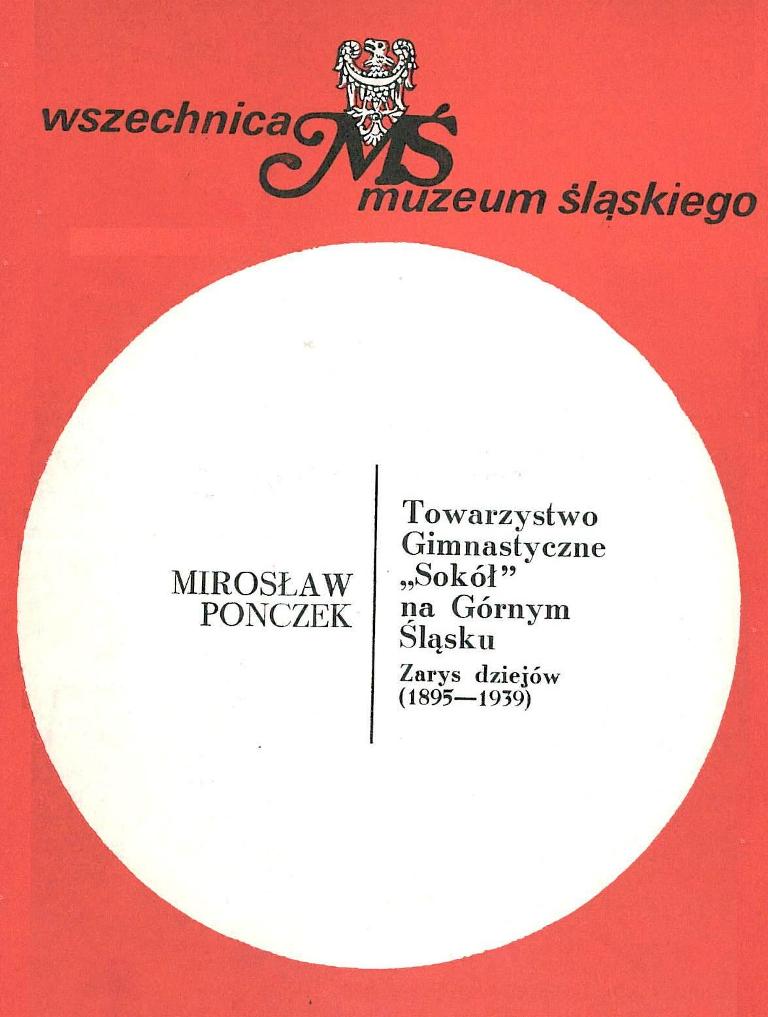 wszechnica
MŚ
muzeum śląskiego
MIROSŁAW
PONCZEK
Towarzystwo
Gimnastyczne
„Sokół”
na Górnym
Śląsku
Zarys dziejów
(1895—1939)